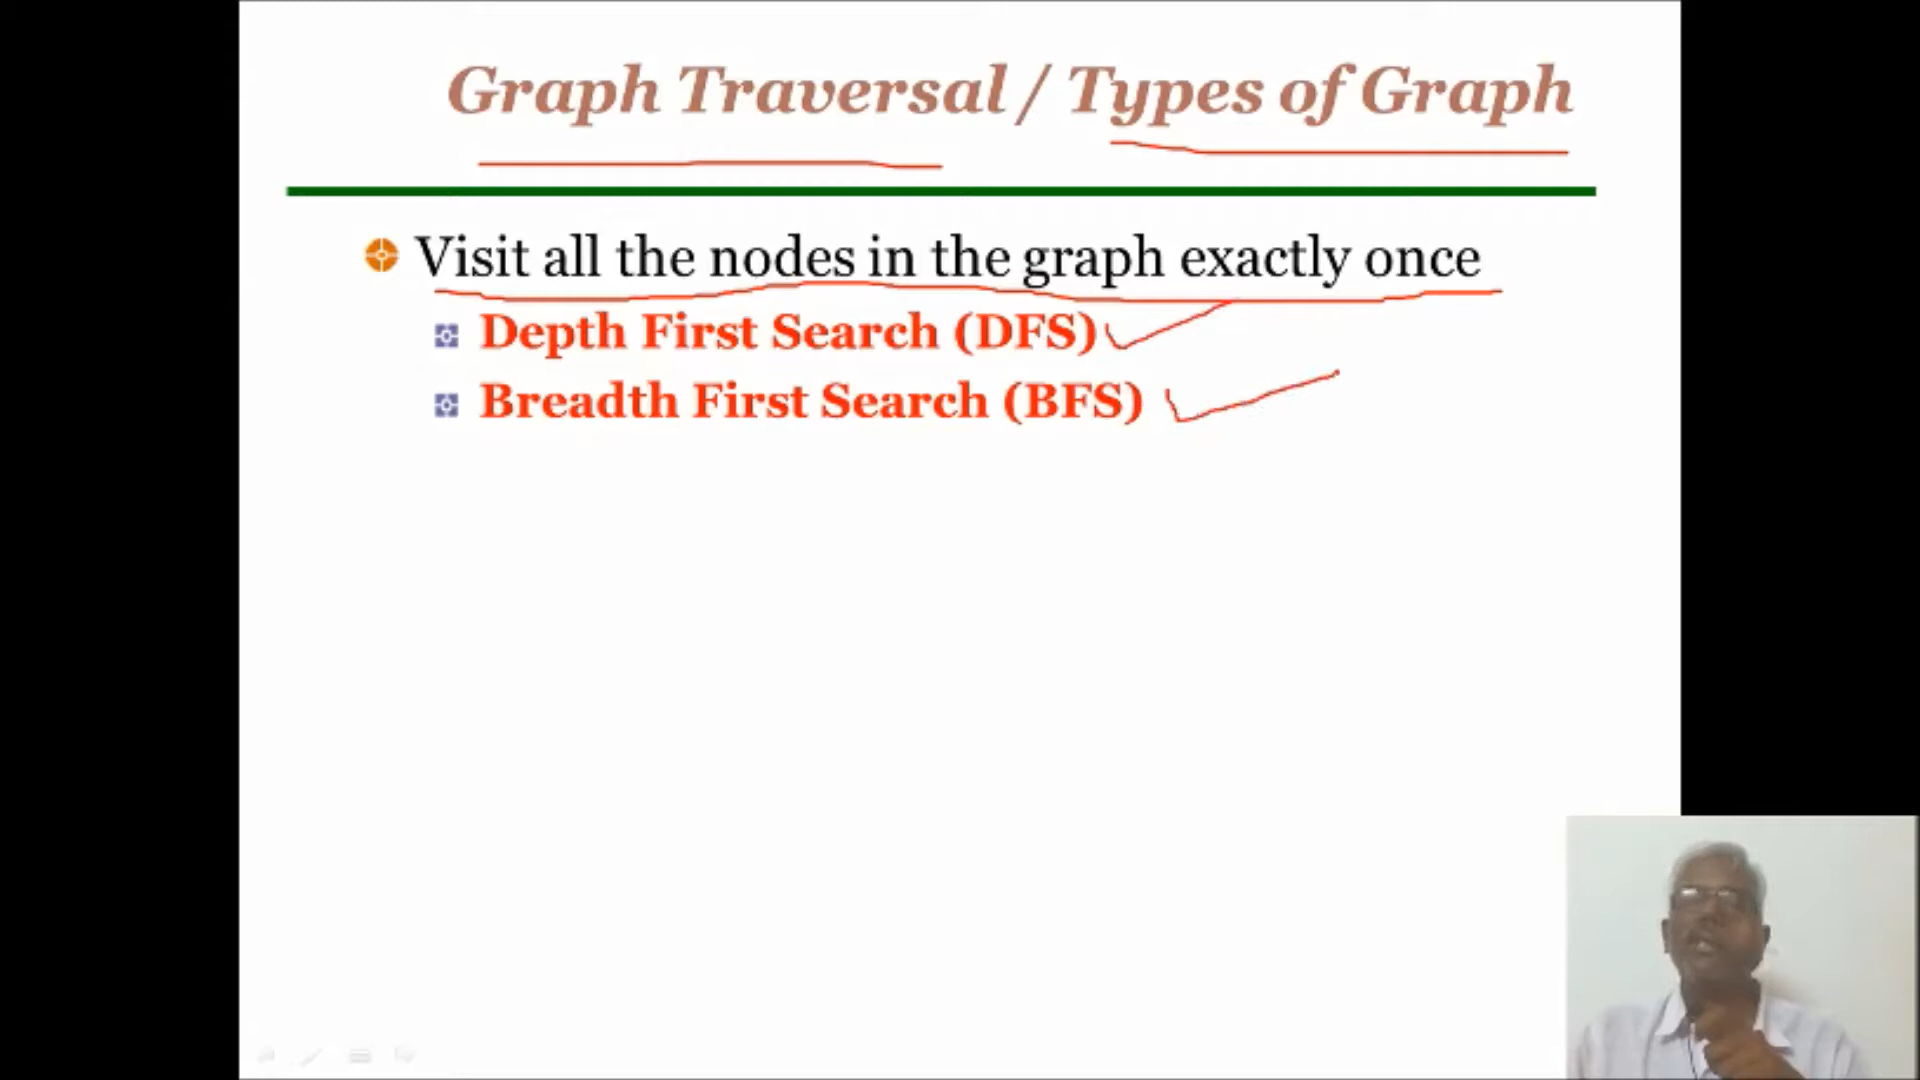 Graph Traversal / Types of Graph
Visit all the nodes in the graph exactly once
Depth First Search (DFS)
Breadth First Search (BFS)